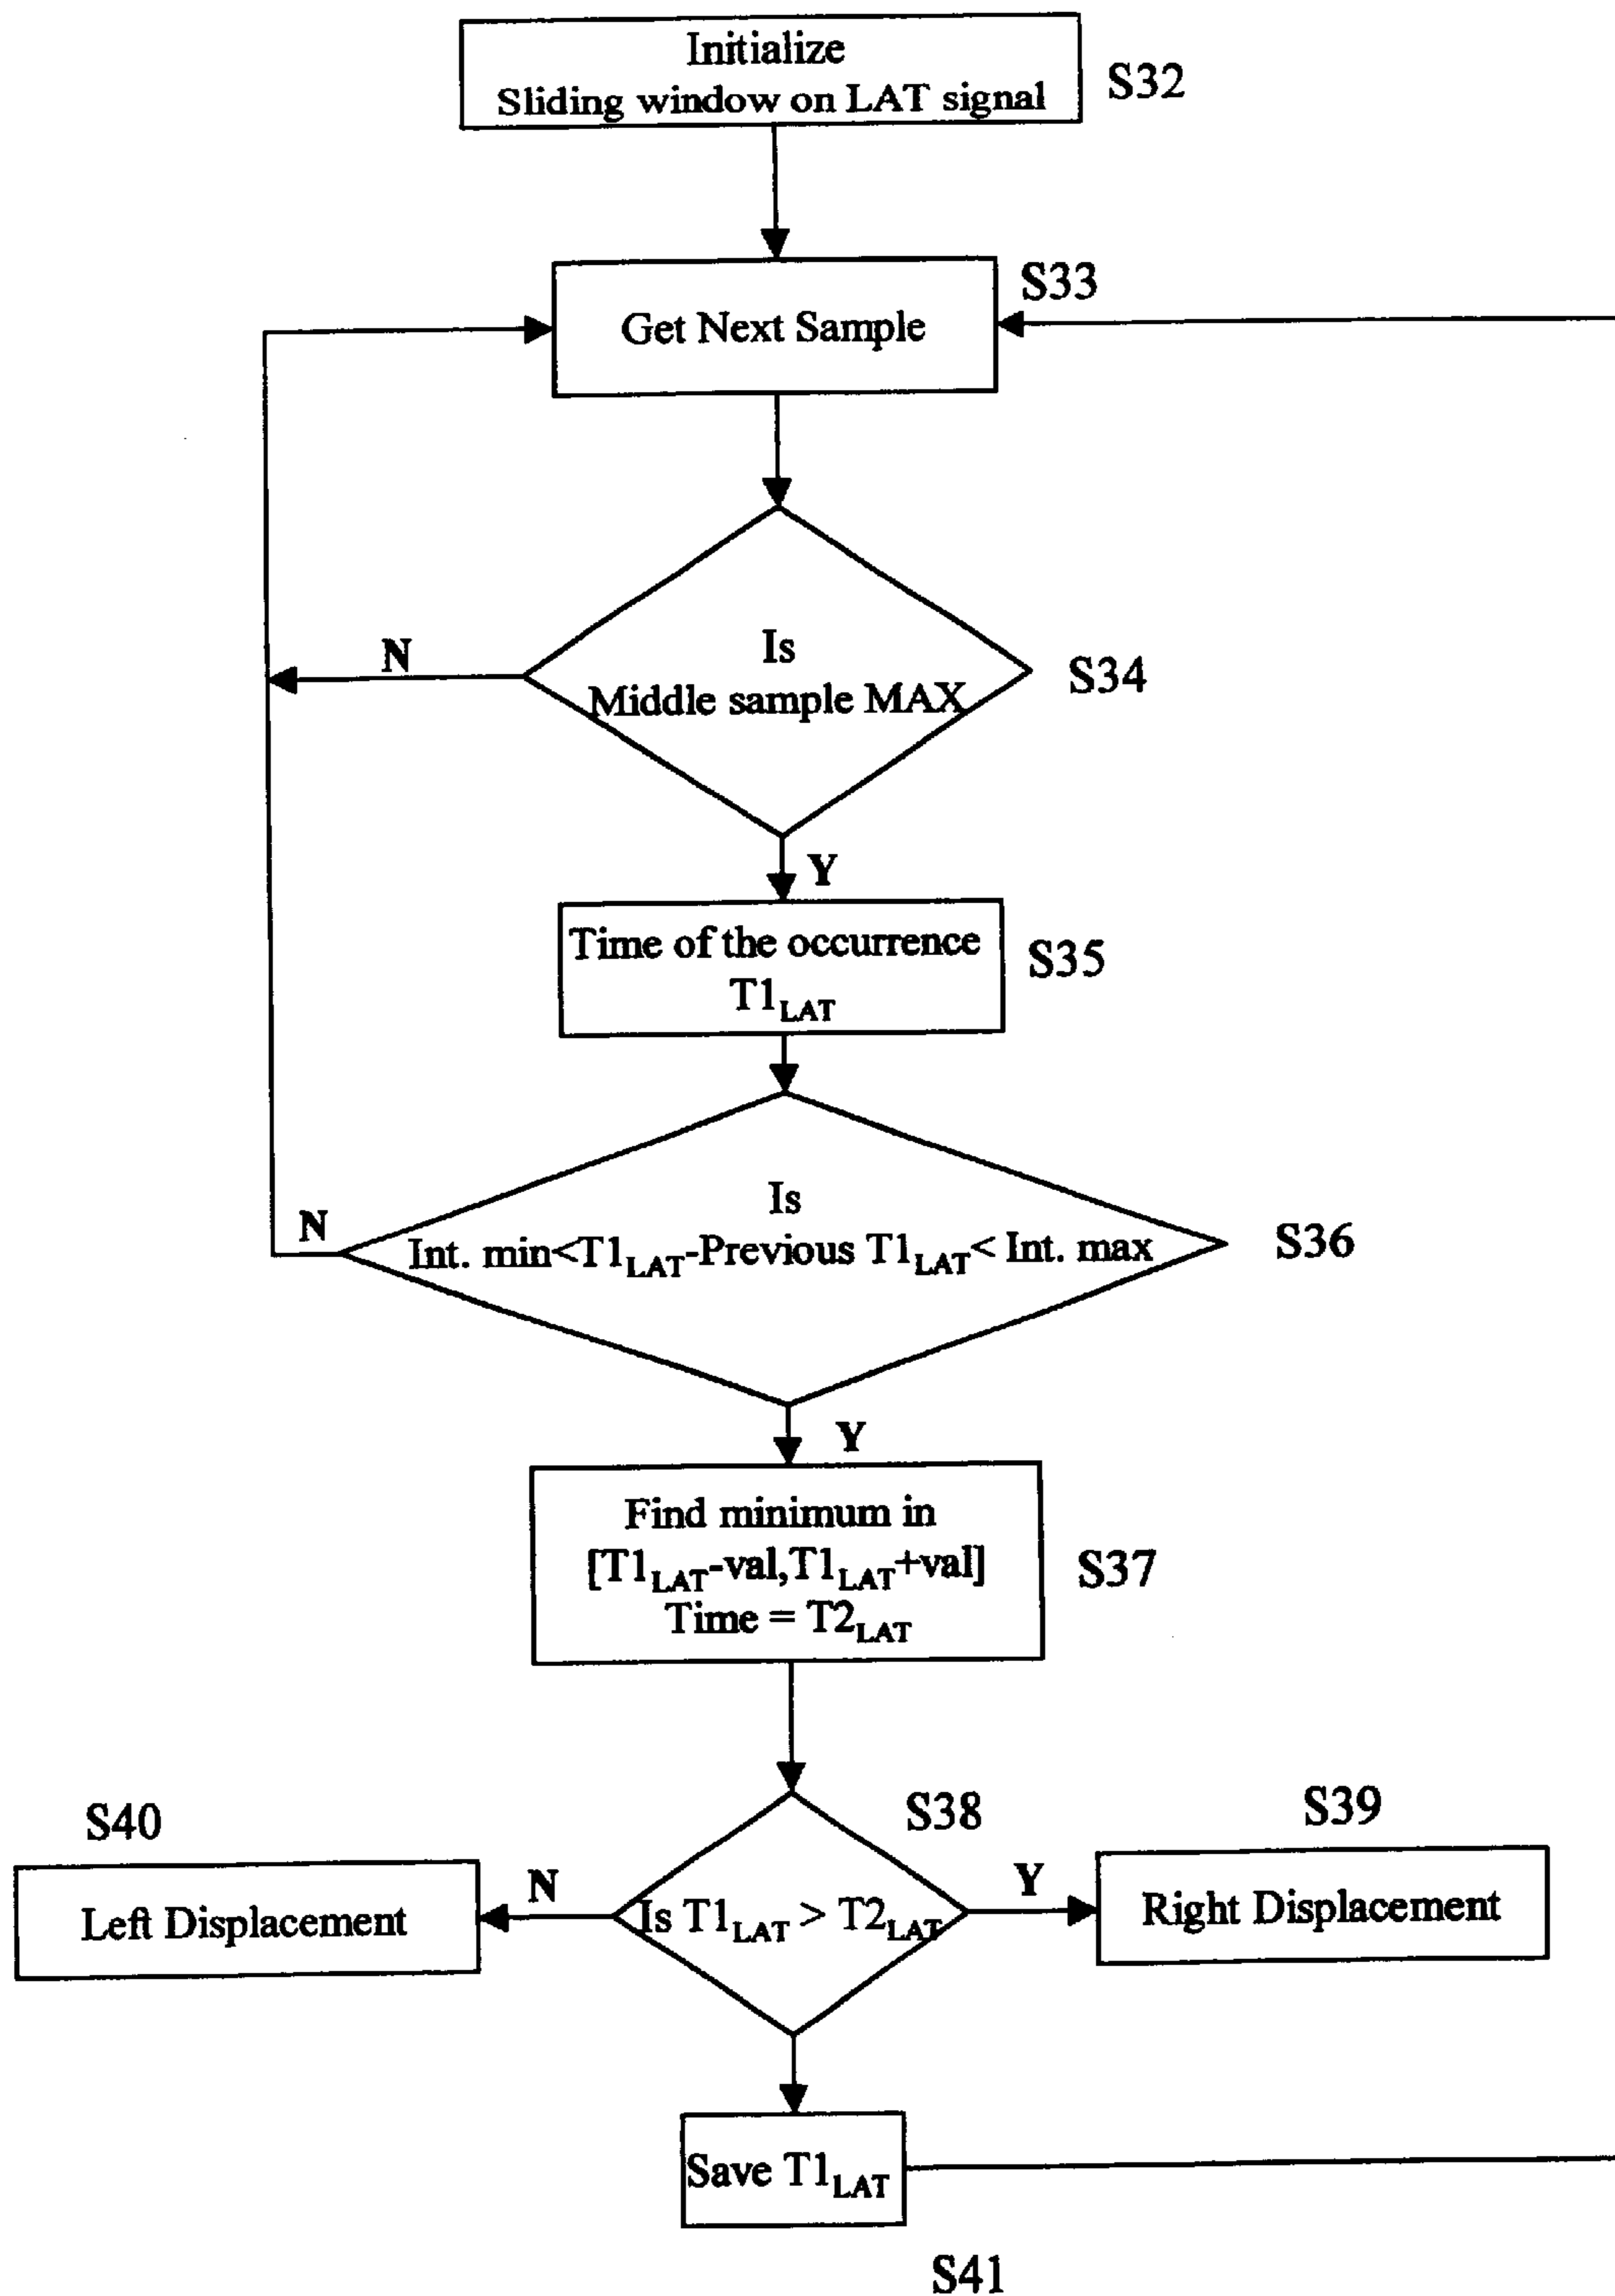 Initialize
Sliding window on LAT signal
S32
S33
Get Next Sample
N
Is
Middle sample MAX
S34
Y
Time of the occurrence
T1LAT
S35
Is
Int. min<T1LAT-Previous T1LAT< Int. max
N
S36
Y
Find minimum in
[T1LAT-val,T1LAT+val]
Time = T2LAT
S37
S40
S38
S39
Left Displacement
N
Is T1LAT > T2LAT
Y
Right Displacement
Save T1LAT
S41